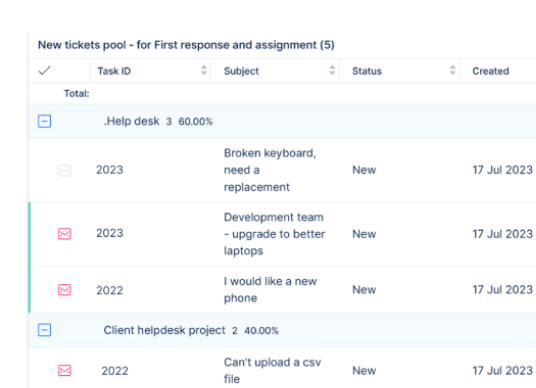 New tickets pool - for First response and assignment (5)
Task ID Subject Status Created
Total:
.Help desk 3 60.00%
Broken keyboard,
2023 need a New 17 Jul 2023
replacement
Development team
2023 - upgrade to better New 17 Jul 2023
laptops
I would like a new
2022 phone New 17 Jul 2023
Client helpdesk project 2 40.00%
Can't upload a csv
2022 file New 17 Jul 2023